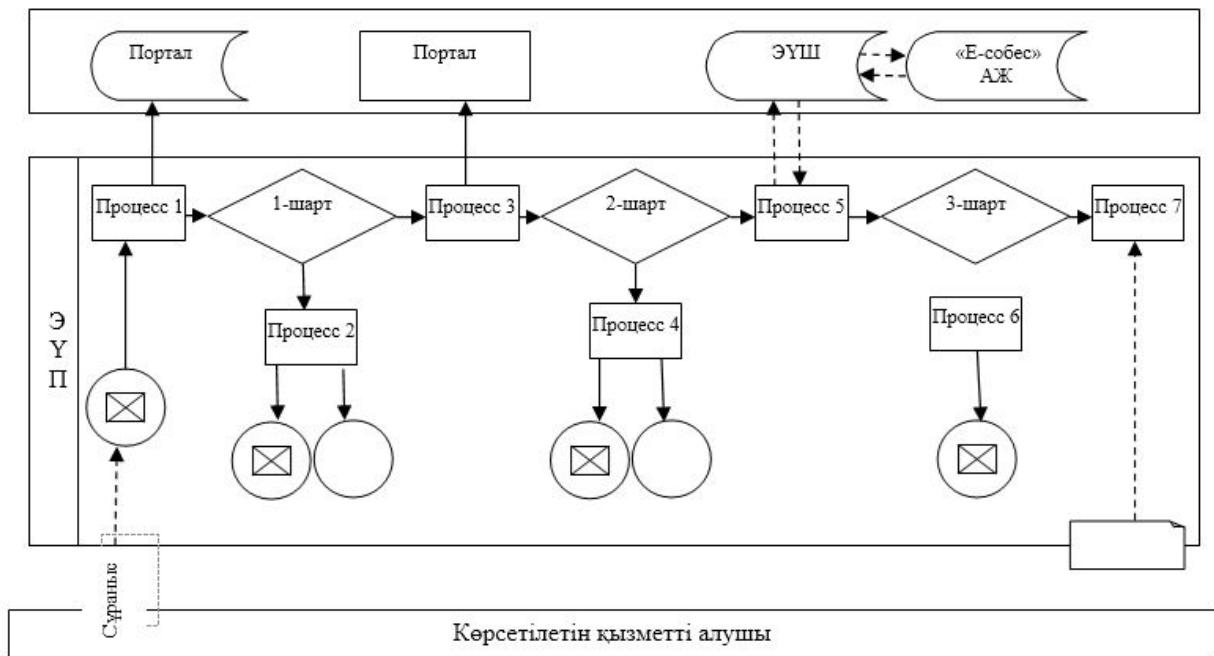 Портал
Портал
ЭҮШ
«Е-собес»
АЖ
Процесс 1
1-шарт
Процесс 3
2-шарт
Процесс 5
3-шарт
Процесс 7
Процесс 2
Процесс 4
Процесс 6
Э
Ү
П
Сұраныс
Көрсетілетін қызметті алушы